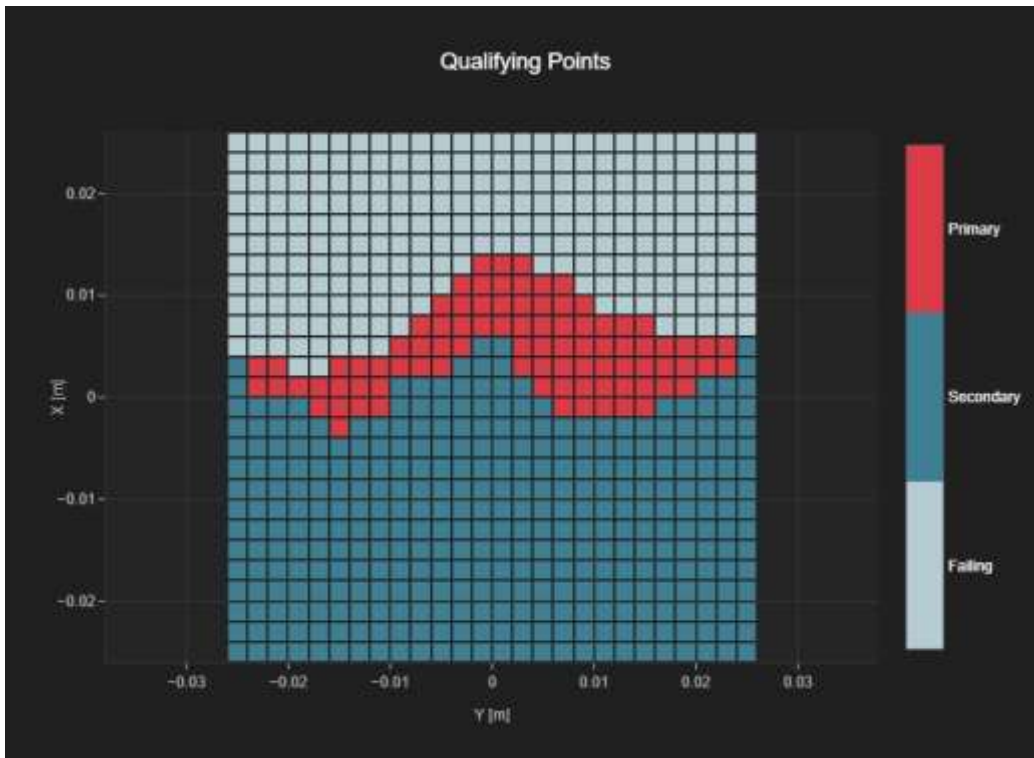 Qualifying Points
0.02
0.01
0
−0.01
−0.02
X [m]
−0.03
−0.02
−0.01
0
0.01
0.02
0.03
Y [m]
Primary
Secondary
Failing